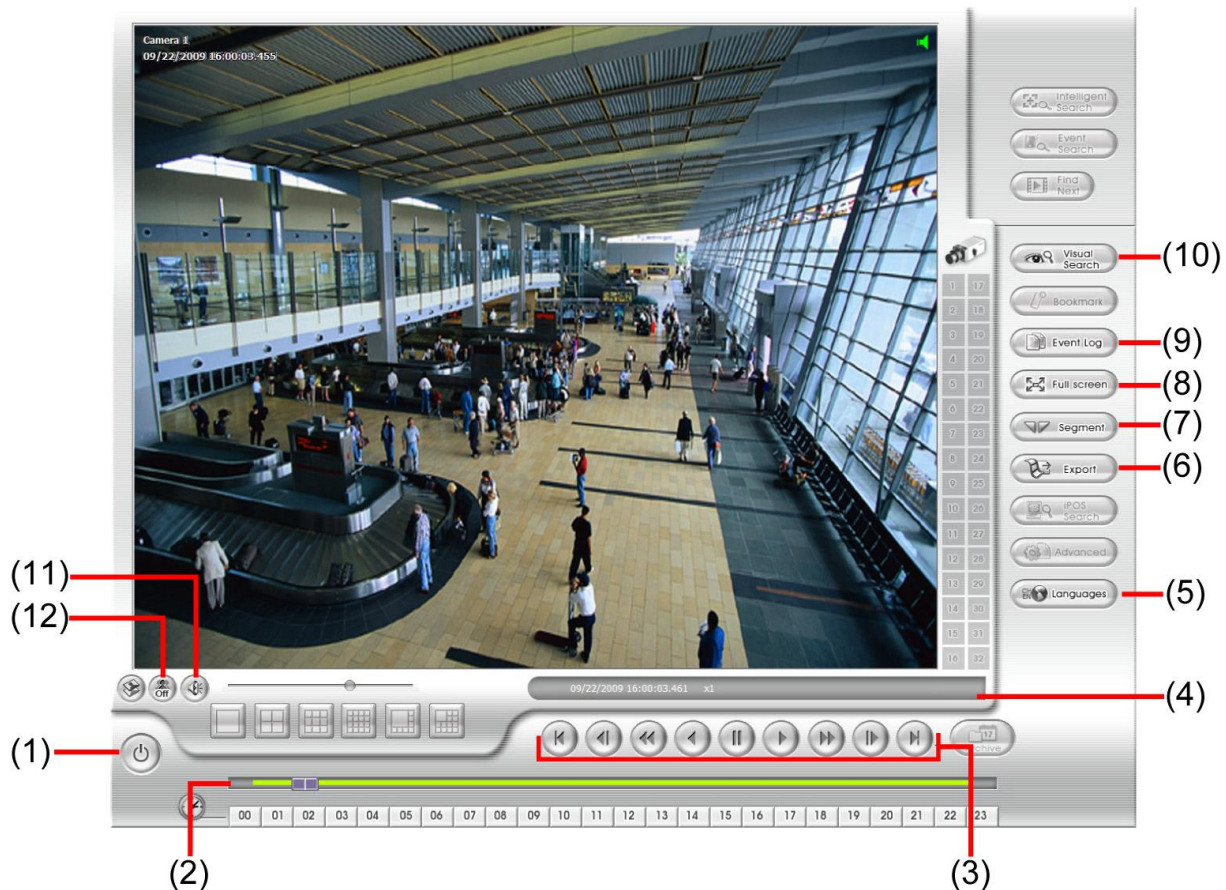 Camera 1
09/22/2009 16:00:03.455
Intelligent
Search
Event
Search
Find
Next
Visual
Search
(10)
Bookmark
Event Log
(9)
Full screen
(8)
Segment
(7)
Export
(6)
iPOS
Search
Advanced
Languages
(5)
1 17
2 18
3 19
4 20
5 21
6 22
7 23
8 24
9 25
10 26
11 27
12 28
13 29
14 30
15 31
16 32
(11)
(12)
Off
09/22/2009 16:00:03.461 x1
(4)
(1)
17
(2)
00 01 02 03 04 05 06 07 08 09 10 11 12 13 14 15 16 17 18 19 20 21 22 23
(3)